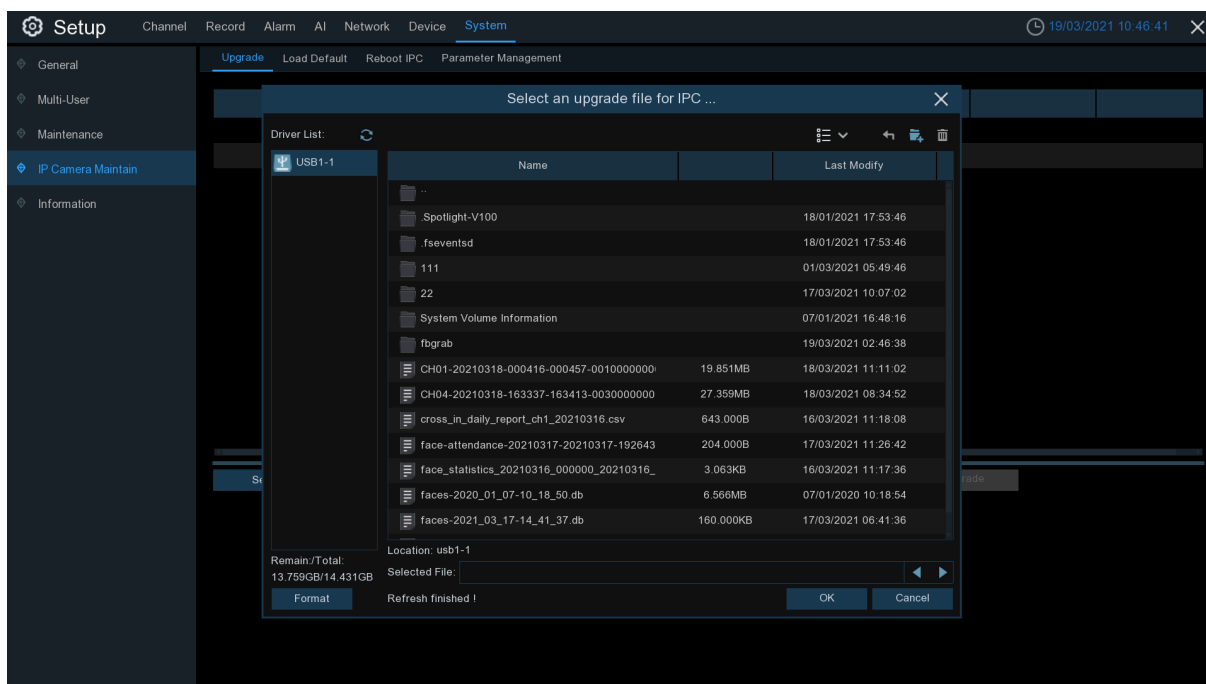 Setup Channel Record Alarm AI Network Device System 19/03/2021 10:46:41
General
Multi-User
Maintenance
IP Camera Maintain
Information
Upgrade Load Default Reboot IPC Parameter Management
Select an upgrade file for IPC ...
Driver List:
USB1-1
Name Last Modify
..
.Spotlight-V100 18/01/2021 17:53:46
.fseventsd 18/01/2021 17:53:46
111 01/03/2021 05:49:46
22 17/03/2021 10:07:02
System Volume Information 07/01/2021 16:48:16
fbgrab 19/03/2021 02:46:38
CH01-20210318-000416-000457-0010000000 19.851MB 18/03/2021 11:11:02
CH04-20210318-163337-163413-0030000000 27.359MB 18/03/2021 08:34:52
cross_in_daily_report_ch1_20210316.csv 643.000B 16/03/2021 11:18:08
face-attendance-20210317-20210317-192643 204.000B 17/03/2021 11:26:42
face_statistics_20210316_000000_20210316_ 3.063KB 16/03/2021 11:17:36
faces-2020_01_07-10_18_50.db 6.566MB 07/01/2020 10:18:54
faces-2021_03_17-14_41_37.db 160.000KB 17/03/2021 06:41:36
Se
rade
Remain:/Total:
13.759GB/14.431GB
Format
Location: usb1-1
Selected File:
Refresh finished !
OK Cancel